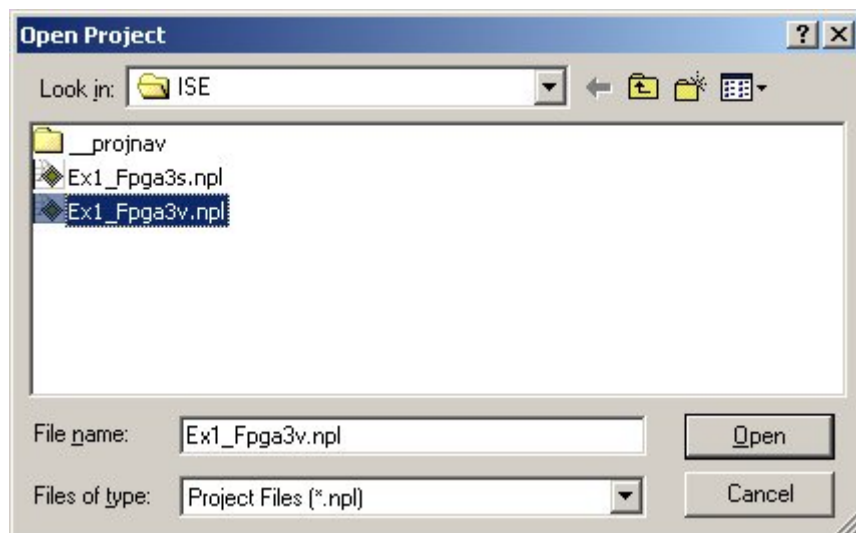 Open Project
Look in: ISE
__projnav
Ex1_Fpga3s.npl
Ex1_Fpga3v.npl
File name: Ex1_Fpga3v.npl Open
Files of type: Project Files (*.npl) Cancel